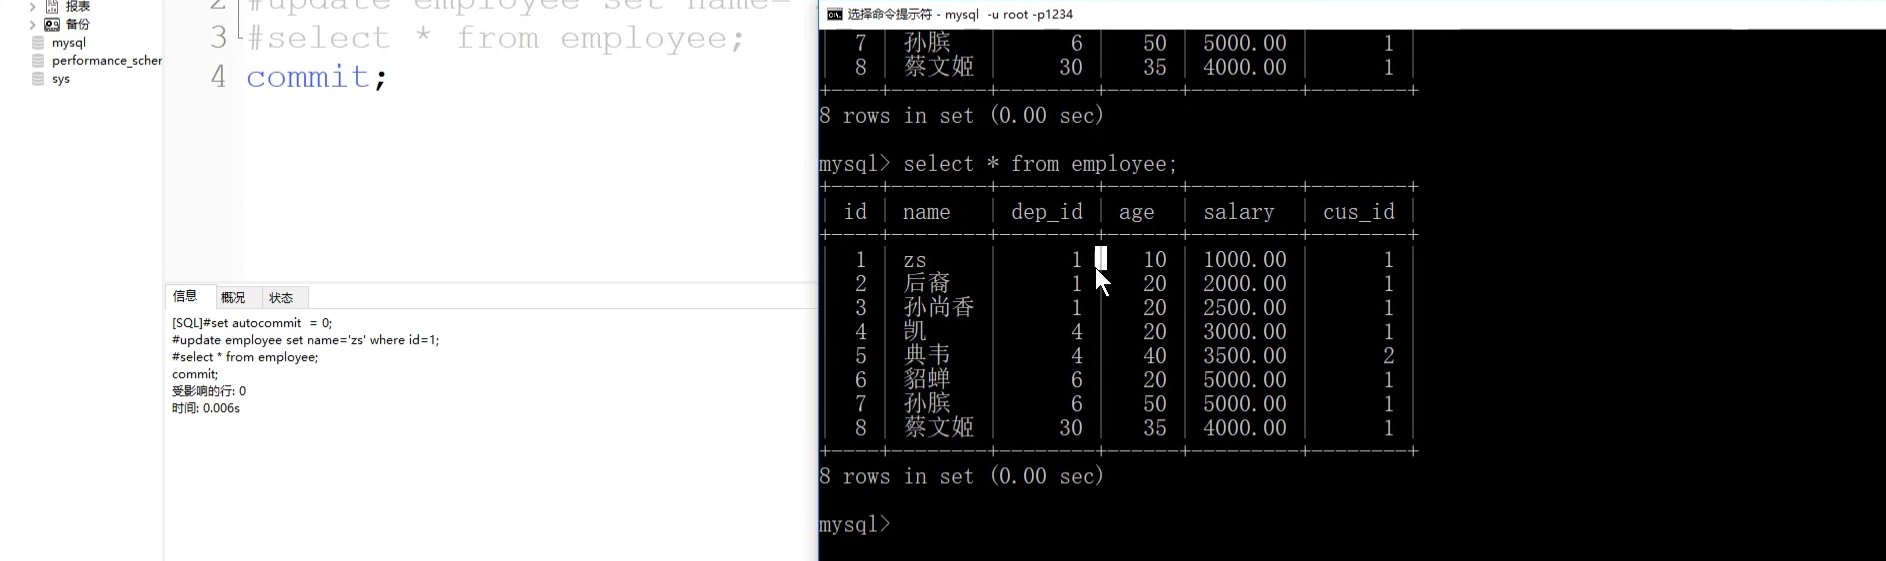 报表
备份
mysql
performance_scher
sys
2 #update employee set name=
3 #select * from employee;
4 commit;
信息 概况 状态
[SQL]#set autocommit = 0;
#update employee set name='zs' where id=1;
#select * from employee;
commit;
受影响的行: 0
时间: 0.006s
选择命令提示符 - mysql -u root -p1234
7 孙膑 6 50 5000.00 1
8 蔡文姬 30 35 4000.00 1
8 rows in set (0.00 sec)
mysql> select * from employee;
id name dep_id age salary cus_id
1 zs 1 10 1000.00 1
2 后裔 1 20 2000.00 1
3 孙尚香 1 20 2500.00 1
4 凯 4 20 3000.00 1
5 典韦 4 40 3500.00 2
6 貂蝉 6 20 5000.00 1
7 孙膑 6 50 5000.00 1
8 蔡文姬 30 35 4000.00 1
8 rows in set (0.00 sec)
mysql>